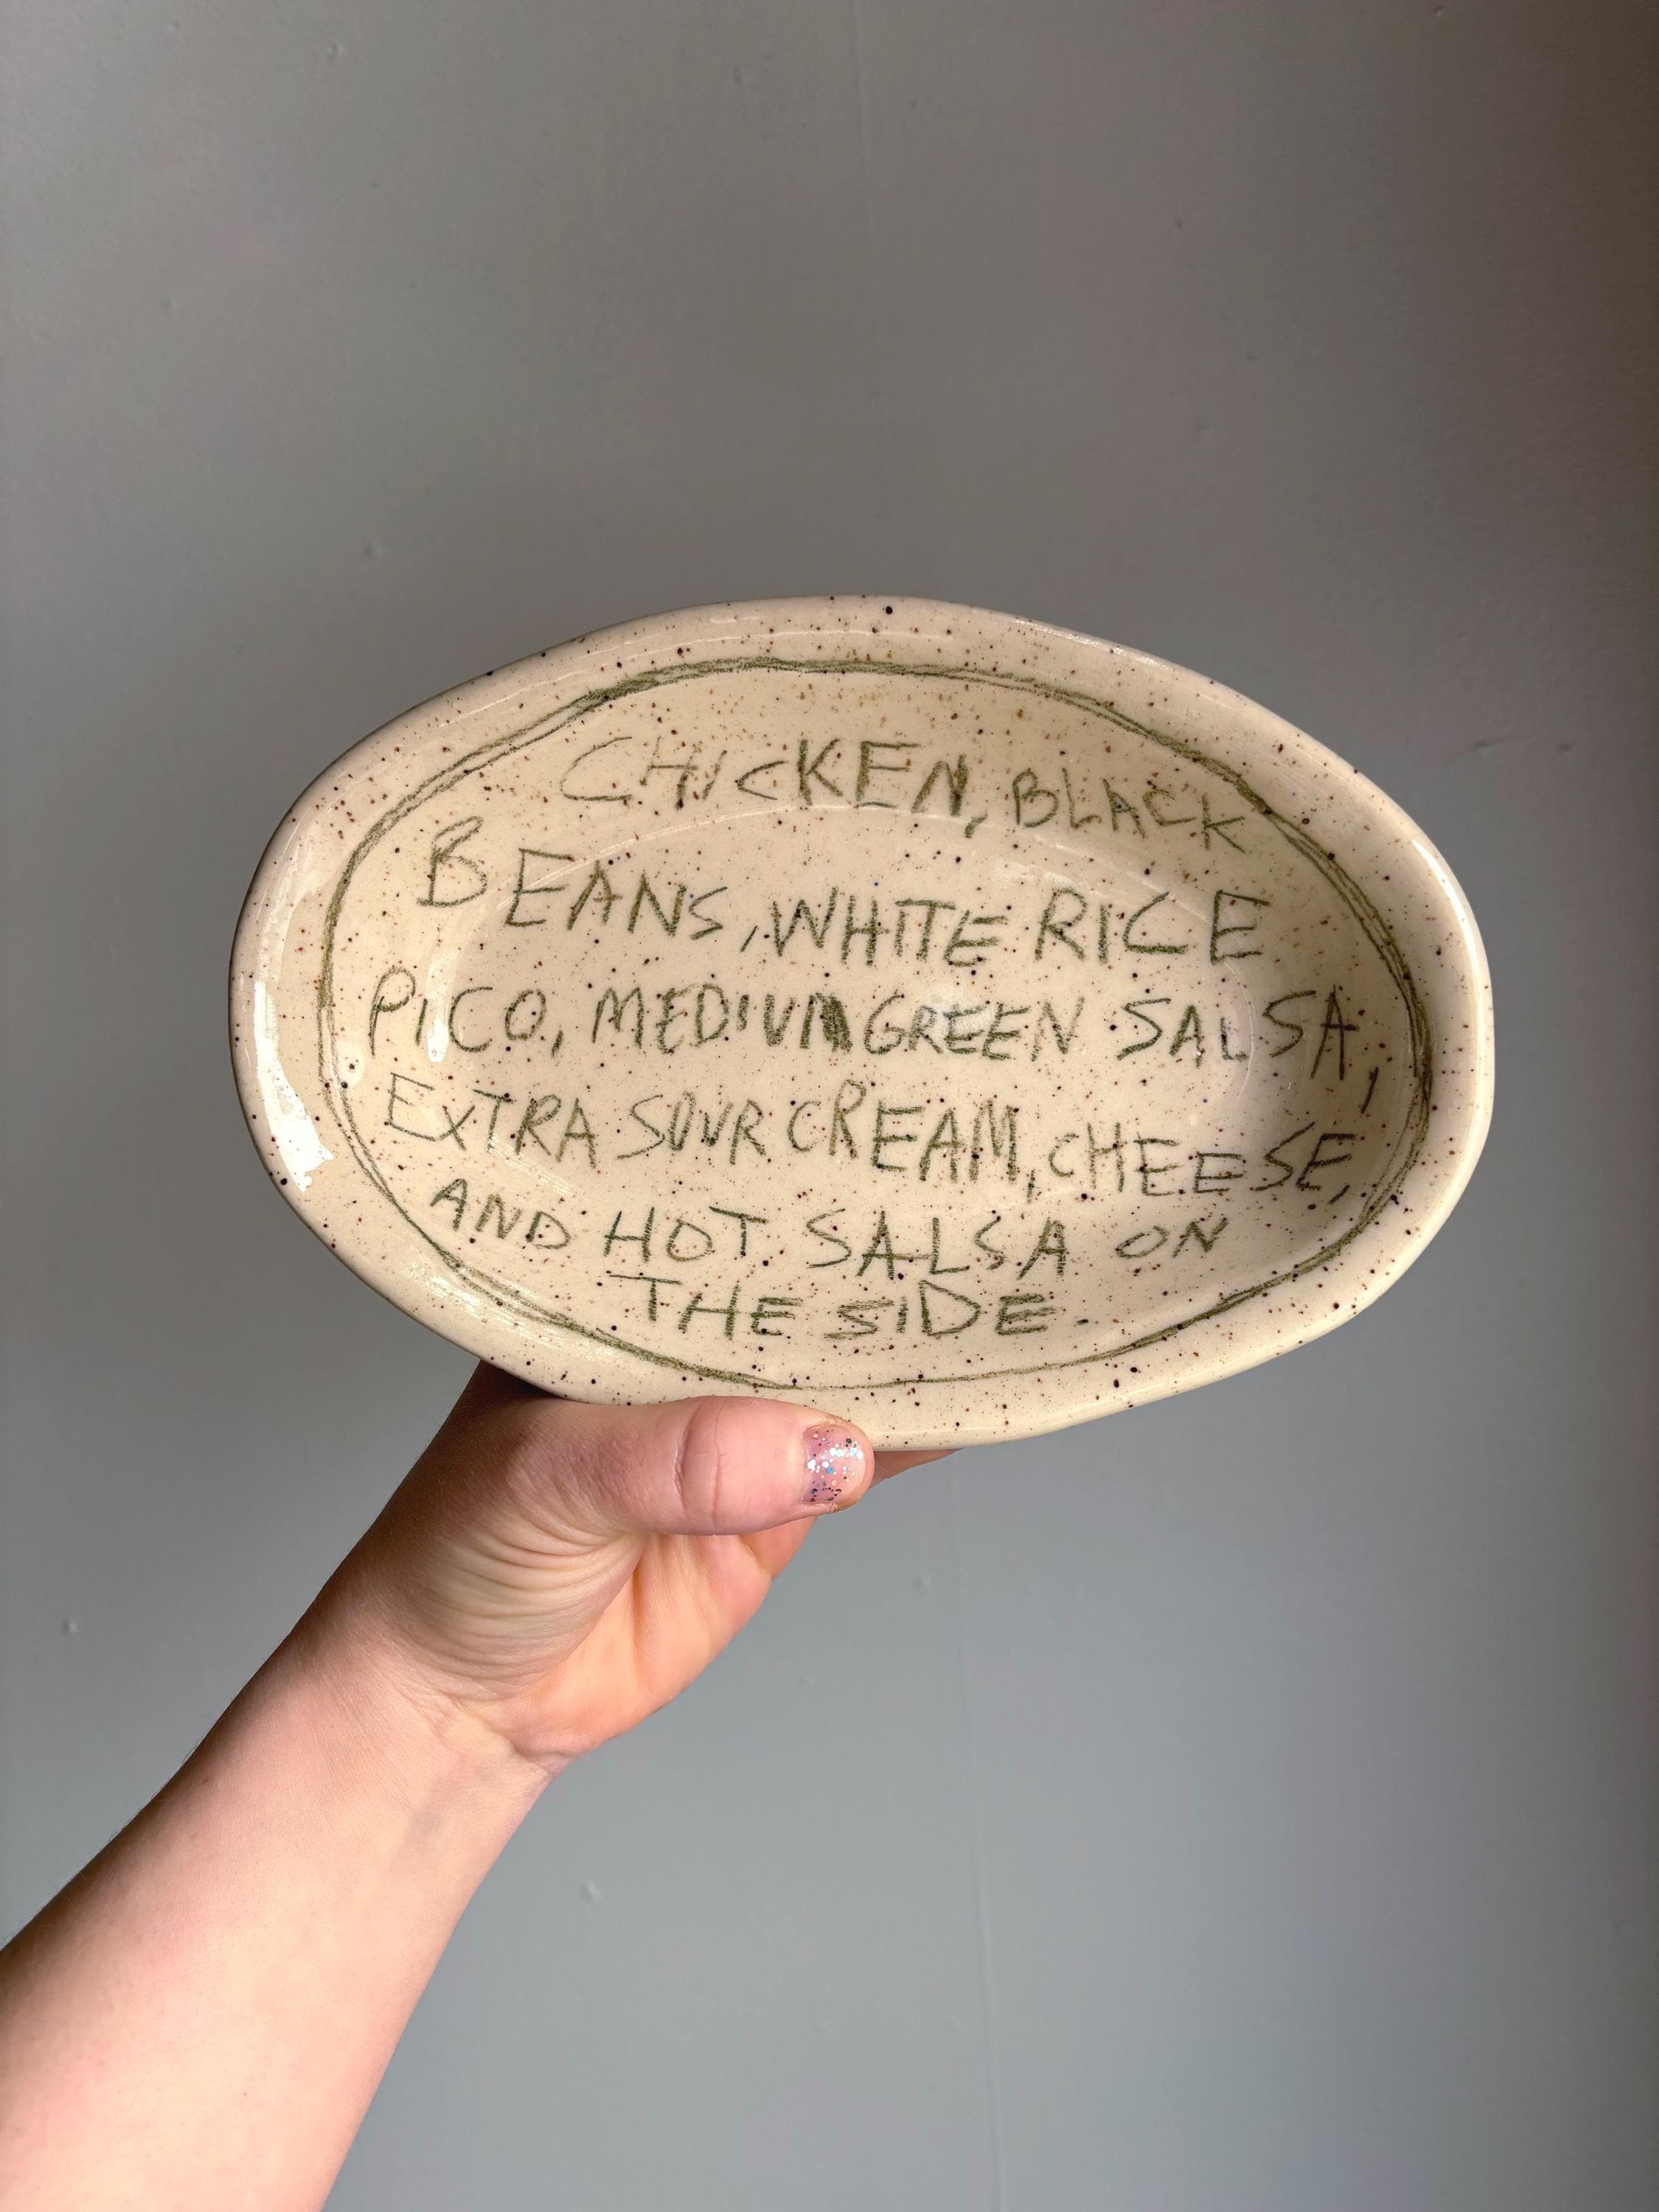 CHICKEN, BLACK
BEANS, WHITE RICE
PICO, MEDIUM GREEN SALSA,
EXTRA SOUR CREAM, CHEESE,
AND HOT SALSA ON
THE SIDE.